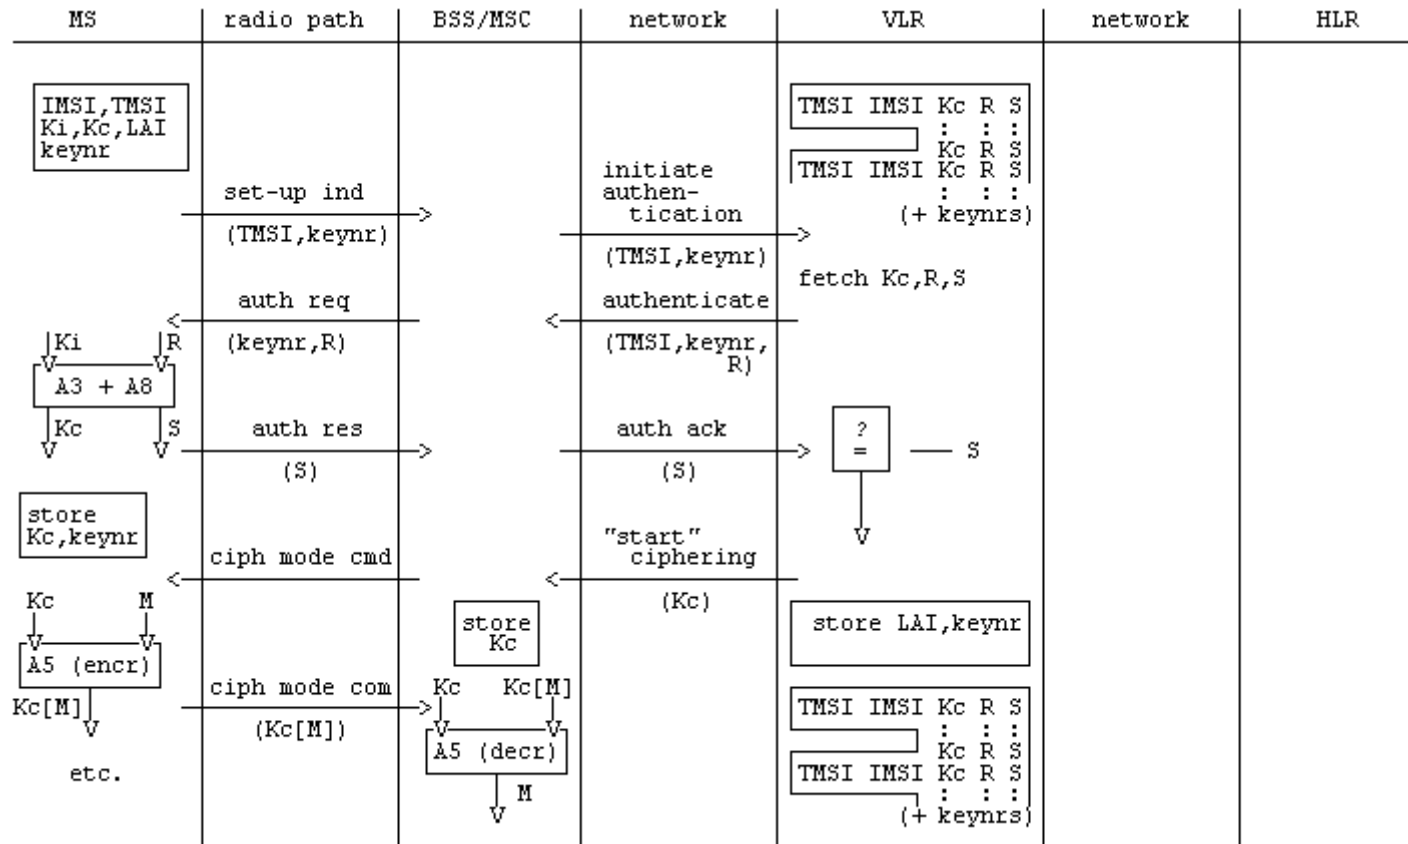 MS radio path BSS/MSC network VLR network HLR
IMSI,TMSI
Ki,Kc,LAI
keynr
TMSI IMSI Kc R S
: : :
Kc R S
TMSI IMSI Kc R S
: : :
(+ keynrs)
set-up ind
(TMSI,keynr)
initiate
authen-
tication
(TMSI,keynr)
fetch Kc,R,S
auth req
(keynr,R)
authenticate
(TMSI,keynr,
R)
Ki R
A3 + A8
Kc S
auth res
(S)
auth ack
(S)
?
=
S
store
Kc,keynr
ciph mode cmd
"start"
ciphering
(Kc)
Kc M
A5 (encr)
Kc[M]
store
Kc
store LAI,keynr
ciph mode com
(Kc[M])
Kc Kc[M]
A5 (decr)
M
TMSI IMSI Kc R S
: : :
Kc R S
TMSI IMSI Kc R S
: : :
(+ keynrs)
etc.